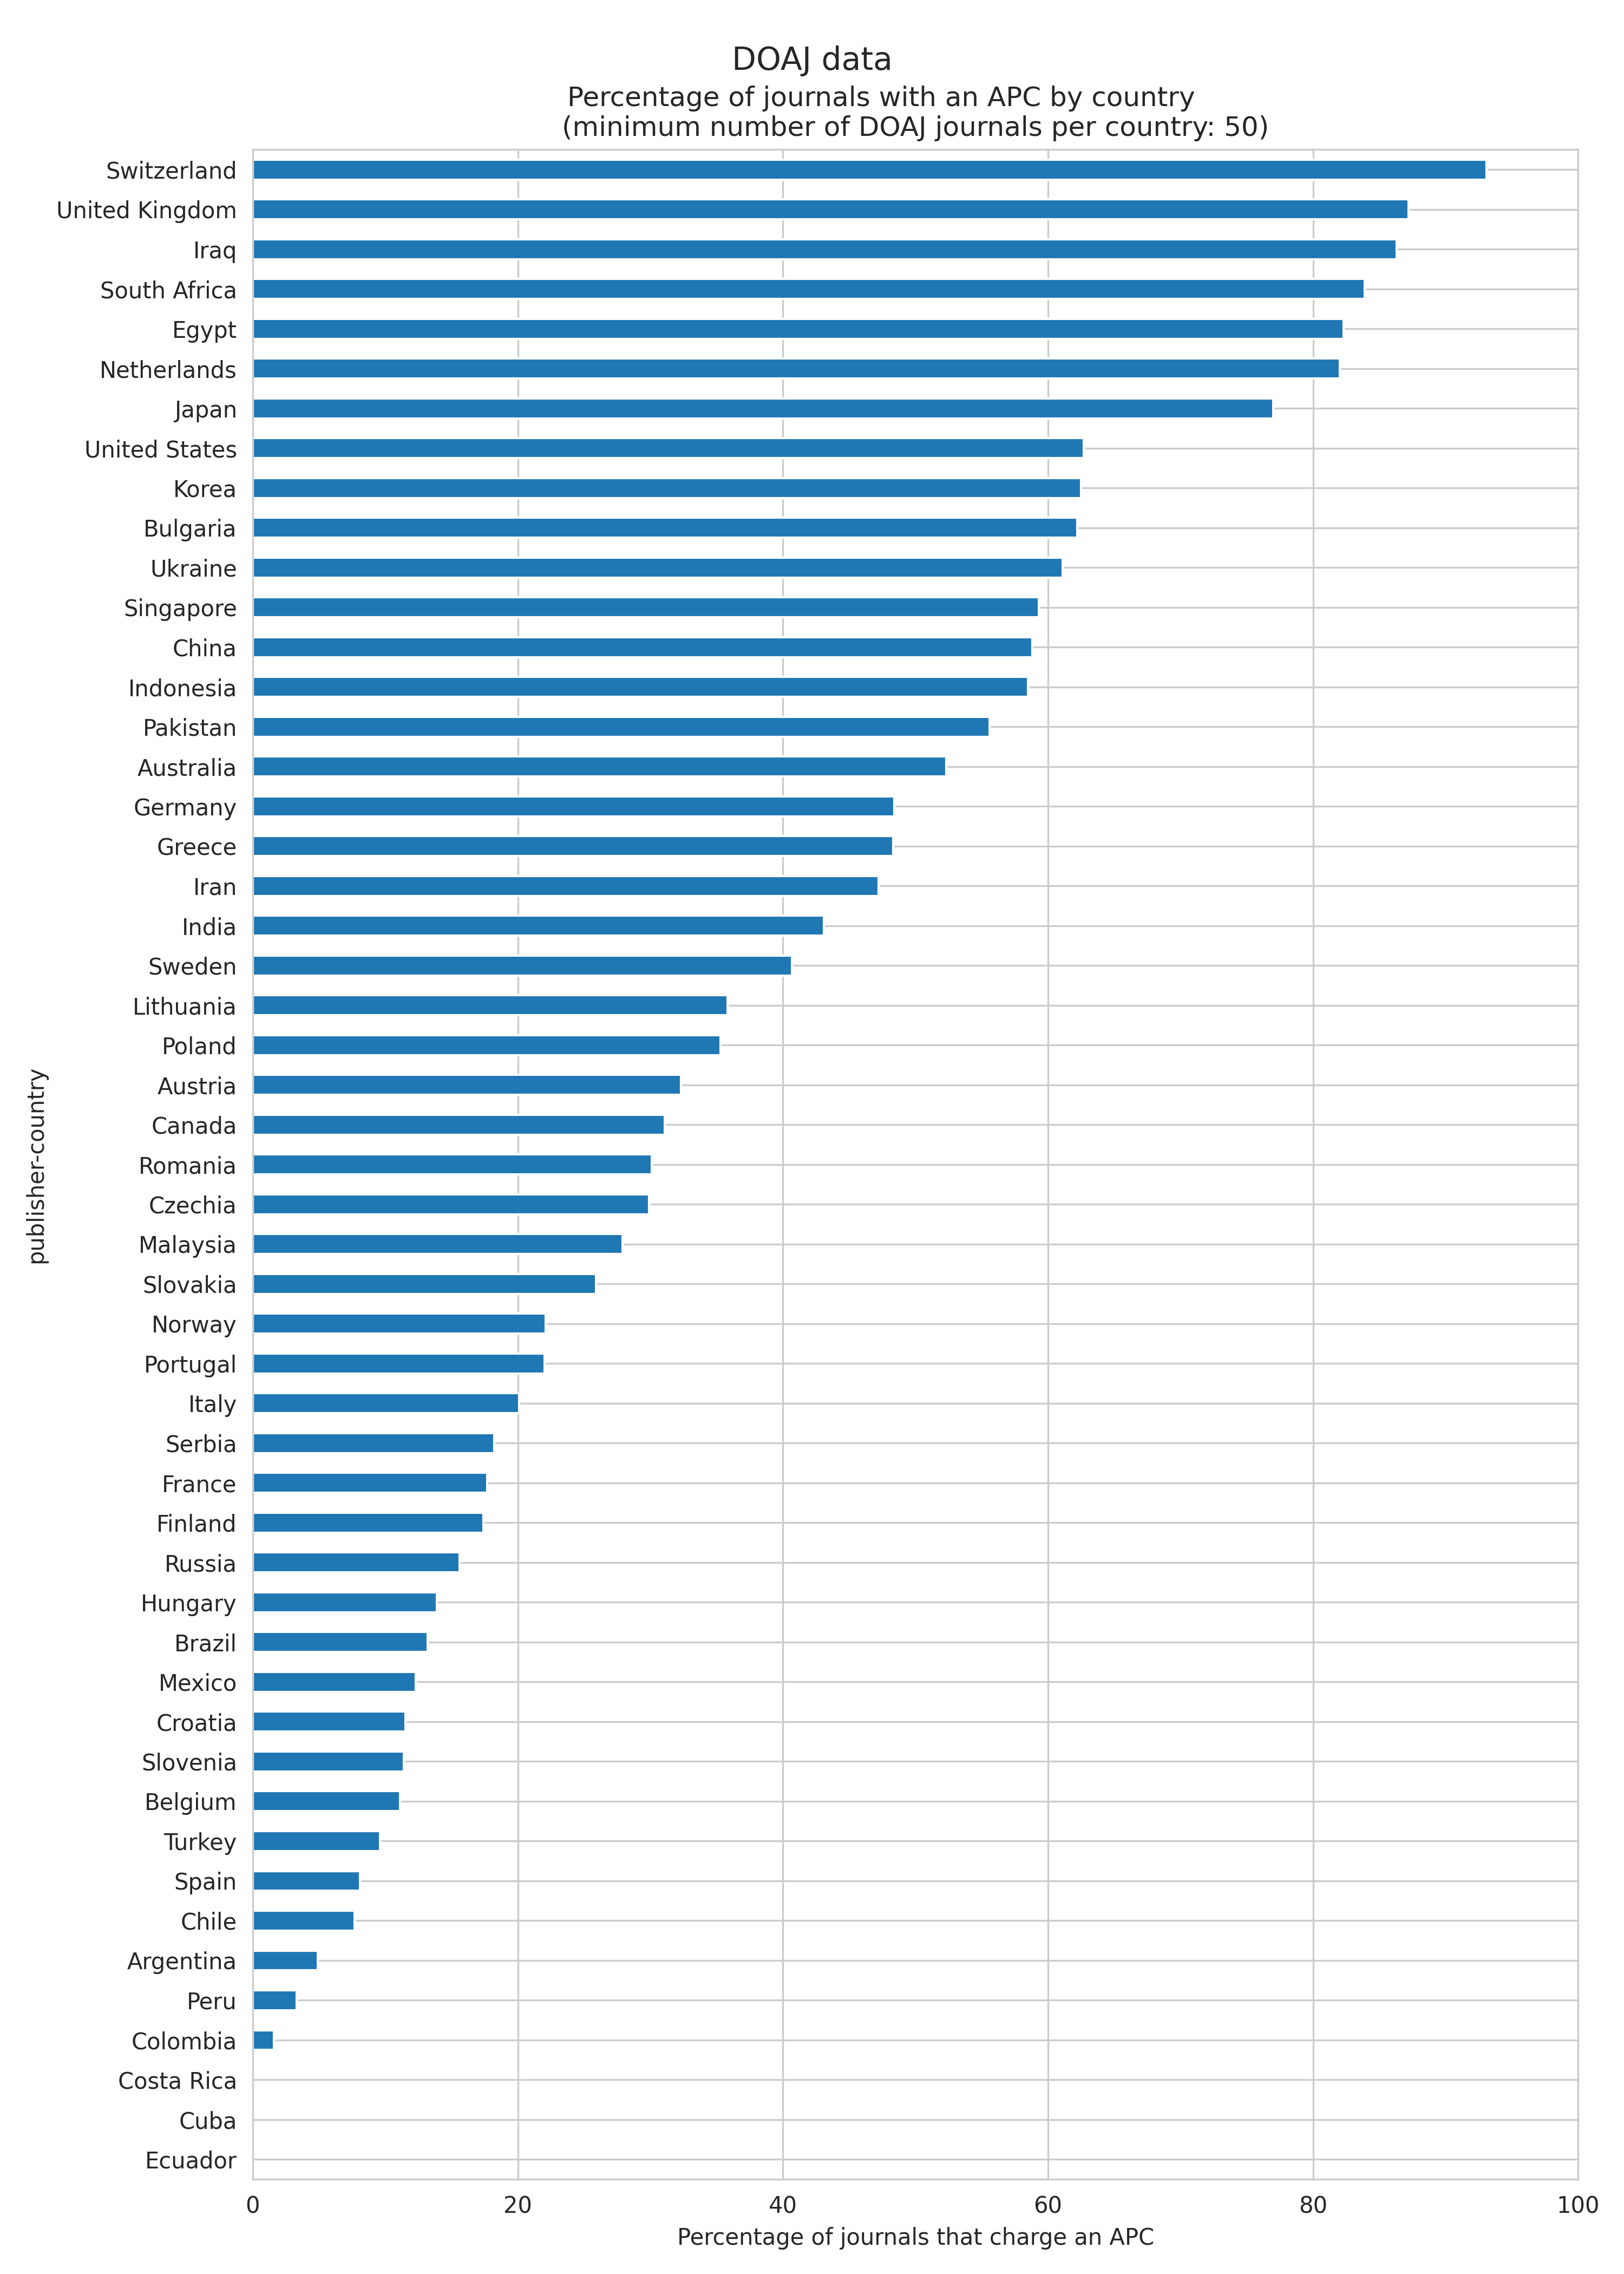 DOAJ data
Percentage of journals with an APC by country
(minimum number of DOAJ journals per country: 50)
Switzerland
United Kingdom
Iraq
South Africa
Egypt
Netherlands
Japan
United States
Korea
Bulgaria
Ukraine
Singapore
China
Indonesia
Pakistan
Australia
Germany
Greece
Iran
India
Sweden
Lithuania
Poland
Austria
Canada
Romania
Czechia
Malaysia
Slovakia
Norway
Portugal
Italy
Serbia
France
Finland
Russia
Hungary
Brazil
Mexico
Croatia
Slovenia
Belgium
Turkey
Spain
Chile
Argentina
Peru
Colombia
Costa Rica
Cuba
Ecuador
publisher-country
0 20 40 60 80 100
Percentage of journals that charge an APC